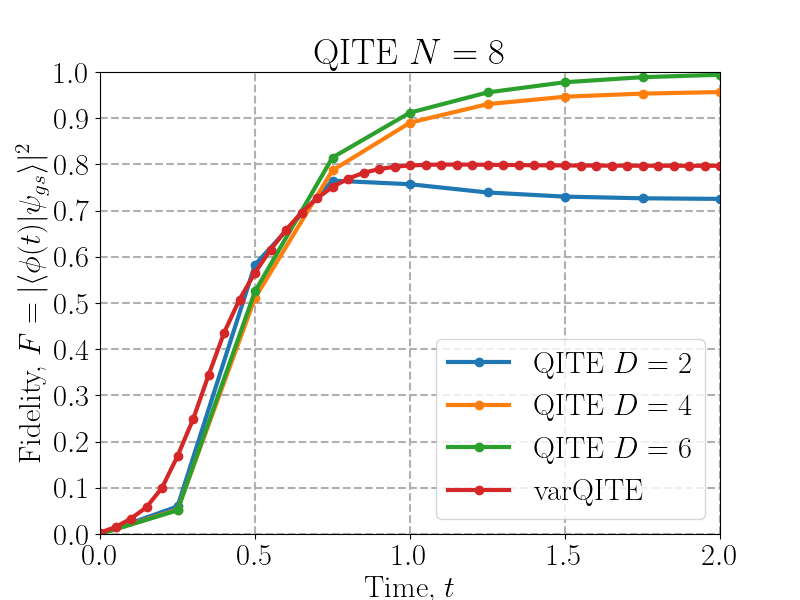 QITE N = 8
Fidelity, F = |⟨ϕ(t)|ψ_{gs}⟩|²
1.0
0.9
0.8
0.7
0.6
0.5
0.4
0.3
0.2
0.1
0.0
QITE D = 2
QITE D = 4
QITE D = 6
varQITE
0.0 0.5 1.0 1.5 2.0
Time, t